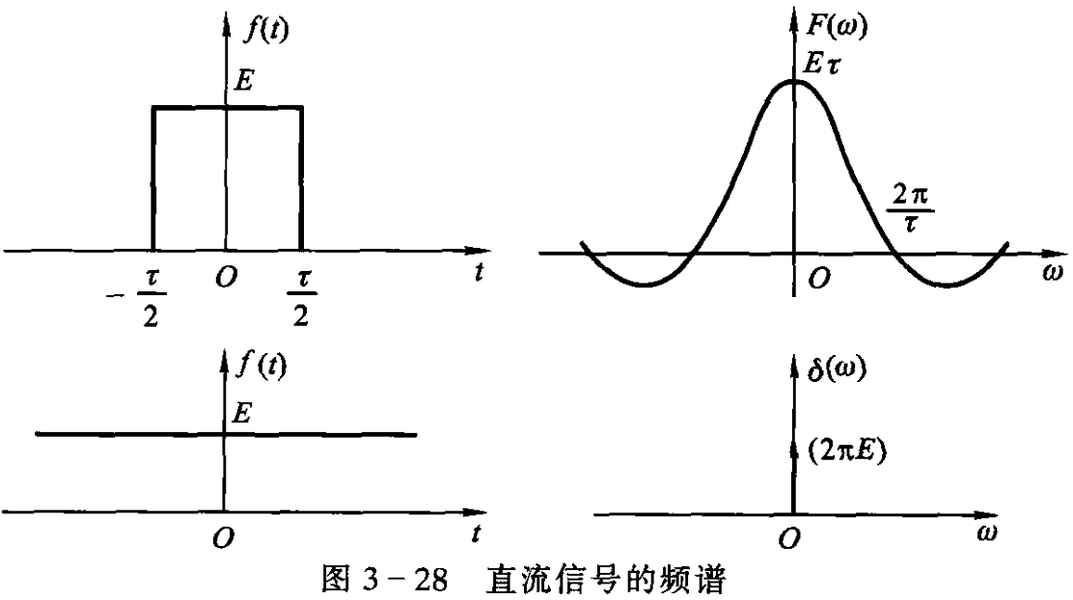 f(t)
E
-τ/2
O
τ/2
t
F(ω)
Eτ
2π/τ
O
ω
f(t)
E
O
t
δ(ω)
(2πE)
O
ω
图 3-28 直流信号的频谱